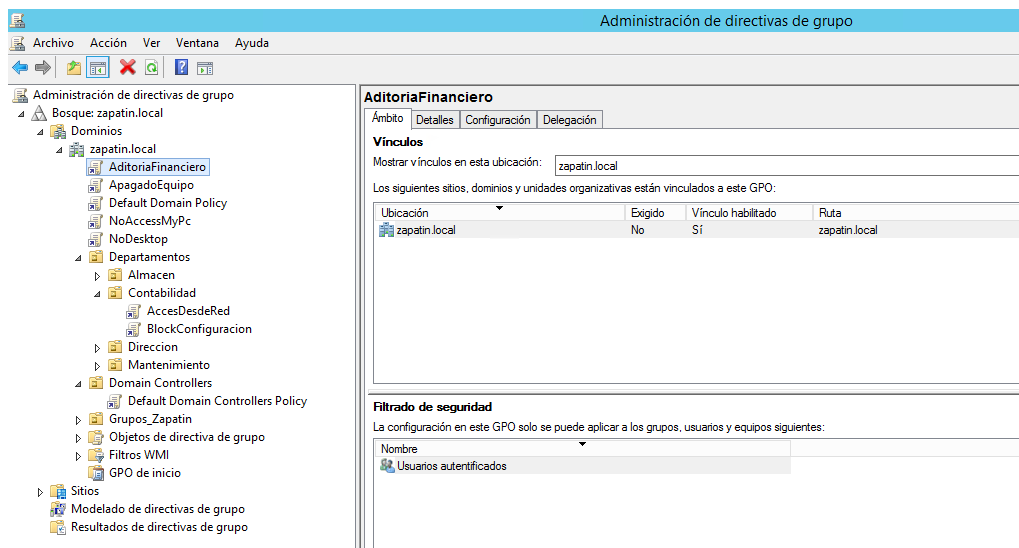 Administración de directivas de grupo
Archivo Acción Ver Ventana Ayuda
Administración de directivas de grupo
Bosque: zapatin.local
Dominios
zapatin.local
AditoriaFinanciero
ApagadoEquipo
Default Domain Policy
NoAccessMyPc
NoDesktop
Departamentos
Almacen
Contabilidad
AccesDesdeRed
BlockConfiguracion
Direccion
Mantenimiento
Domain Controllers
Default Domain Controllers Policy
Grupos_Zapatin
Objetos de directiva de grupo
Filtros WMI
GPO de inicio
Sitios
Modelado de directivas de grupo
Resultados de directivas de grupo
AditoriaFinanciero
Ámbito Detalles Configuración Delegación
Vínculos
Mostrar vínculos en esta ubicación: zapatin.local
Los siguientes sitios, dominios y unidades organizativas están vinculados a este GPO:
Ubicación Exigido Vínculo habilitado Ruta
zapatin.local No Sí zapatin.local
Filtrado de seguridad
La configuración en este GPO solo se puede aplicar a los grupos, usuarios y equipos siguientes:
Nombre
Usuarios autentificados